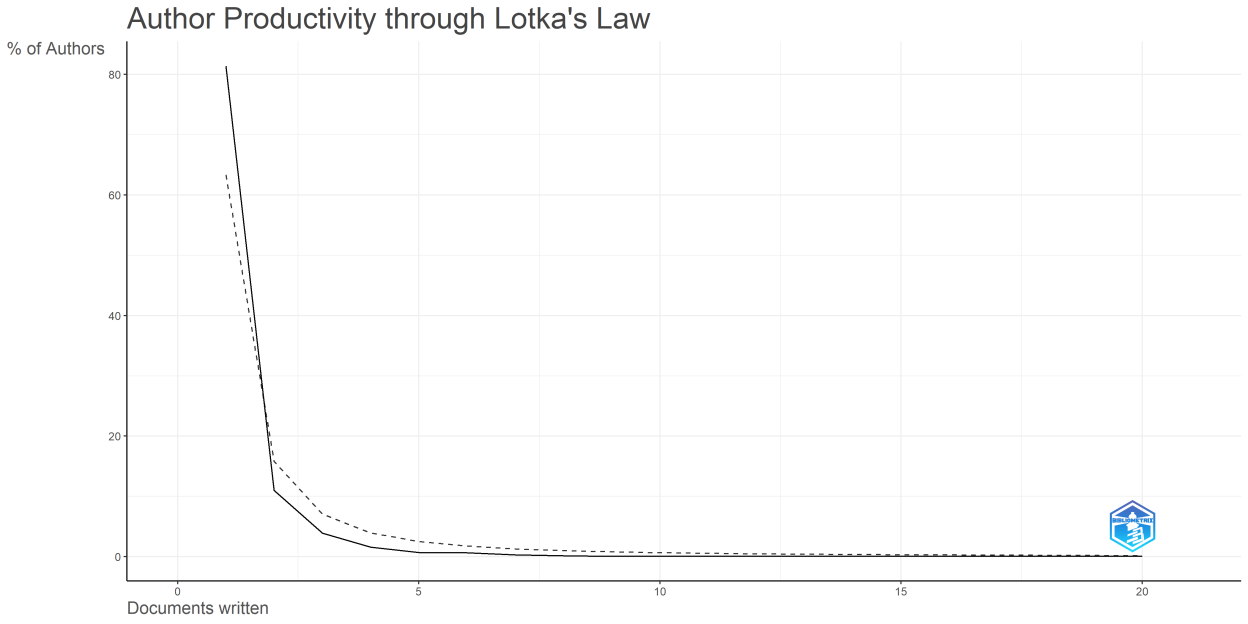 Author Productivity through Lotka's Law
% of Authors
80
60
40
20
0
0 5 10 15 20
Documents written
BIBLIOMETRIX